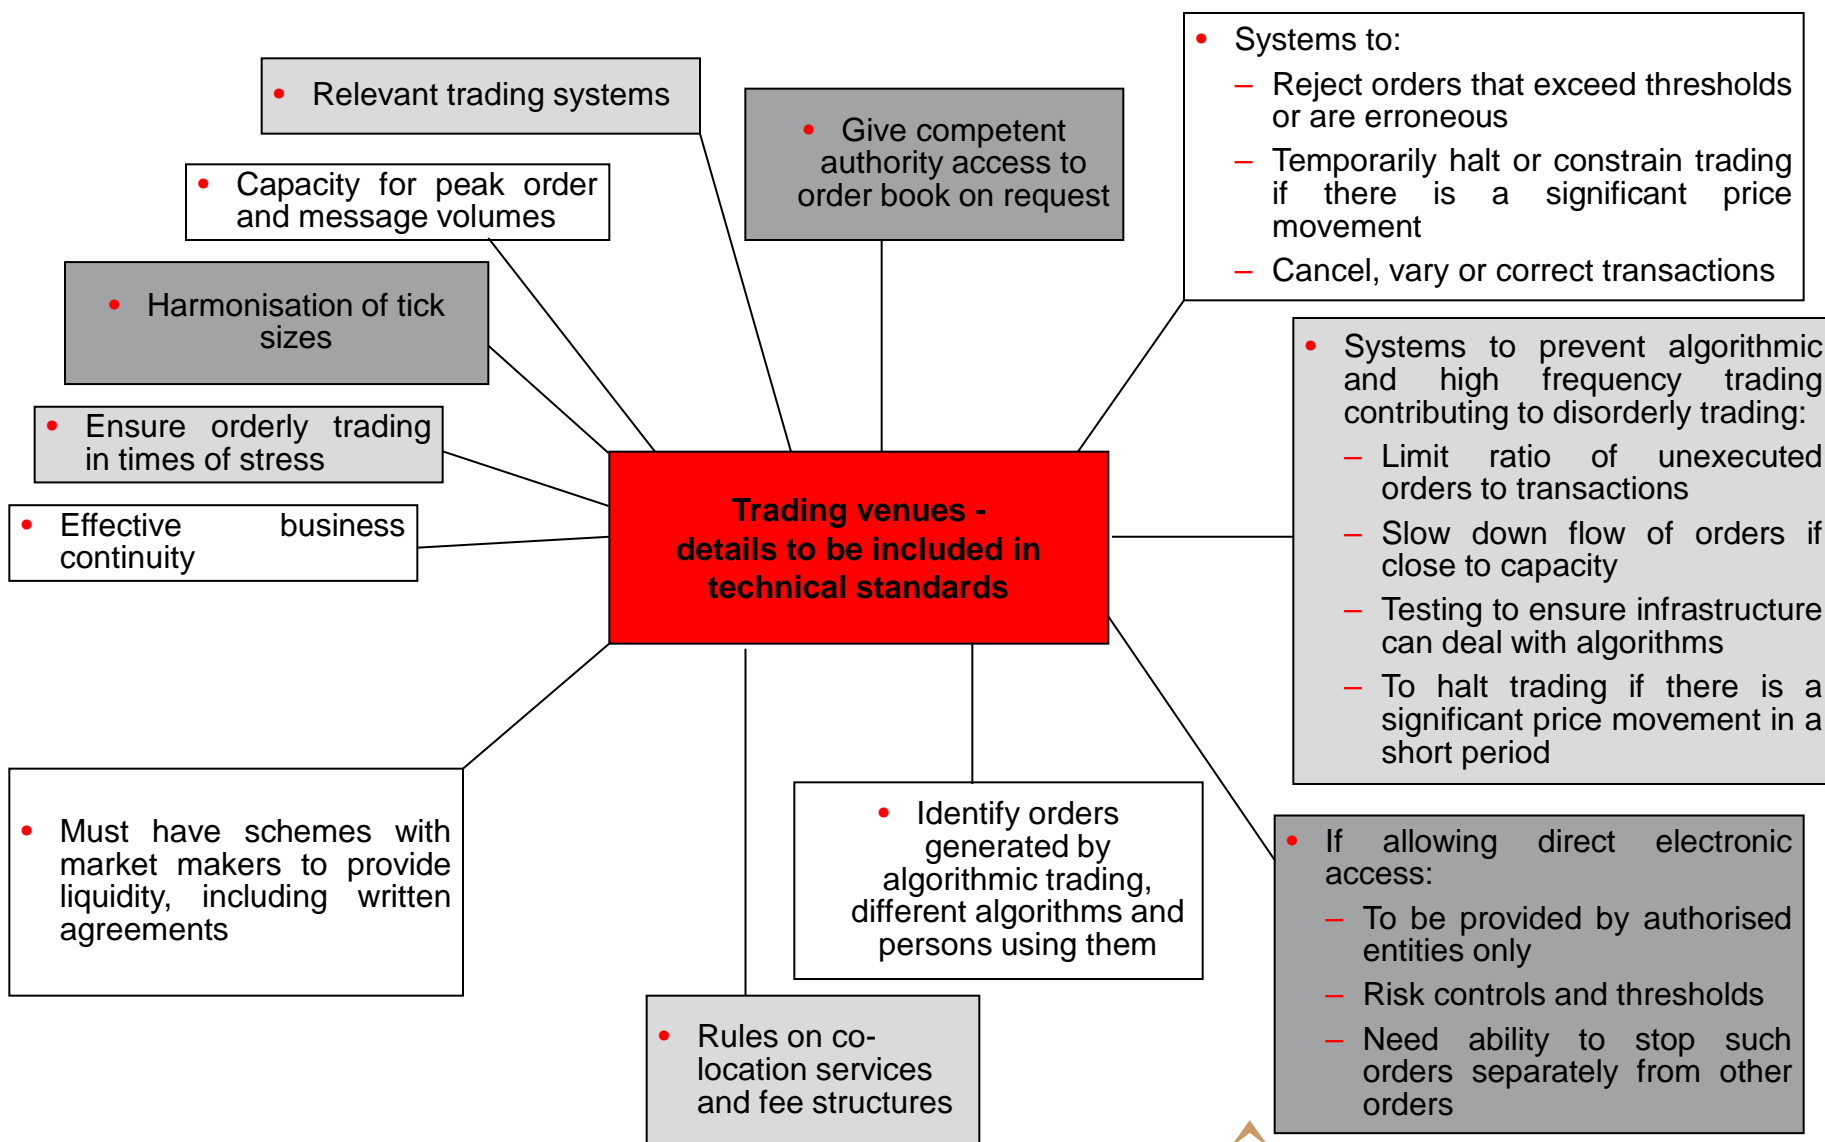 • Relevant trading systems
• Capacity for peak order
and message volumes
• Harmonisation of tick
sizes
• Ensure orderly trading
in times of stress
• Effective business
continuity
• Must have schemes with
market makers to provide
liquidity, including written
agreements
• Give competent
authority access to
order book on request
Trading venues -
details to be included in
technical standards
• Rules on co-
location services
and fee structures
• Identify orders
generated by
algorithmic trading,
different algorithms and
persons using them
• Systems to:
– Reject orders that exceed thresholds
or are erroneous
– Temporarily halt or constrain trading
if there is a significant price
movement
– Cancel, vary or correct transactions
• Systems to prevent algorithmic
and high frequency trading
contributing to disorderly trading:
– Limit ratio of unexecuted
orders to transactions
– Slow down flow of orders if
close to capacity
– Testing to ensure infrastructure
can deal with algorithms
– To halt trading if there is a
significant price movement in a
short period
• If allowing direct electronic
access:
– To be provided by authorised
entities only
– Risk controls and thresholds
– Need ability to stop such
orders separately from other
orders